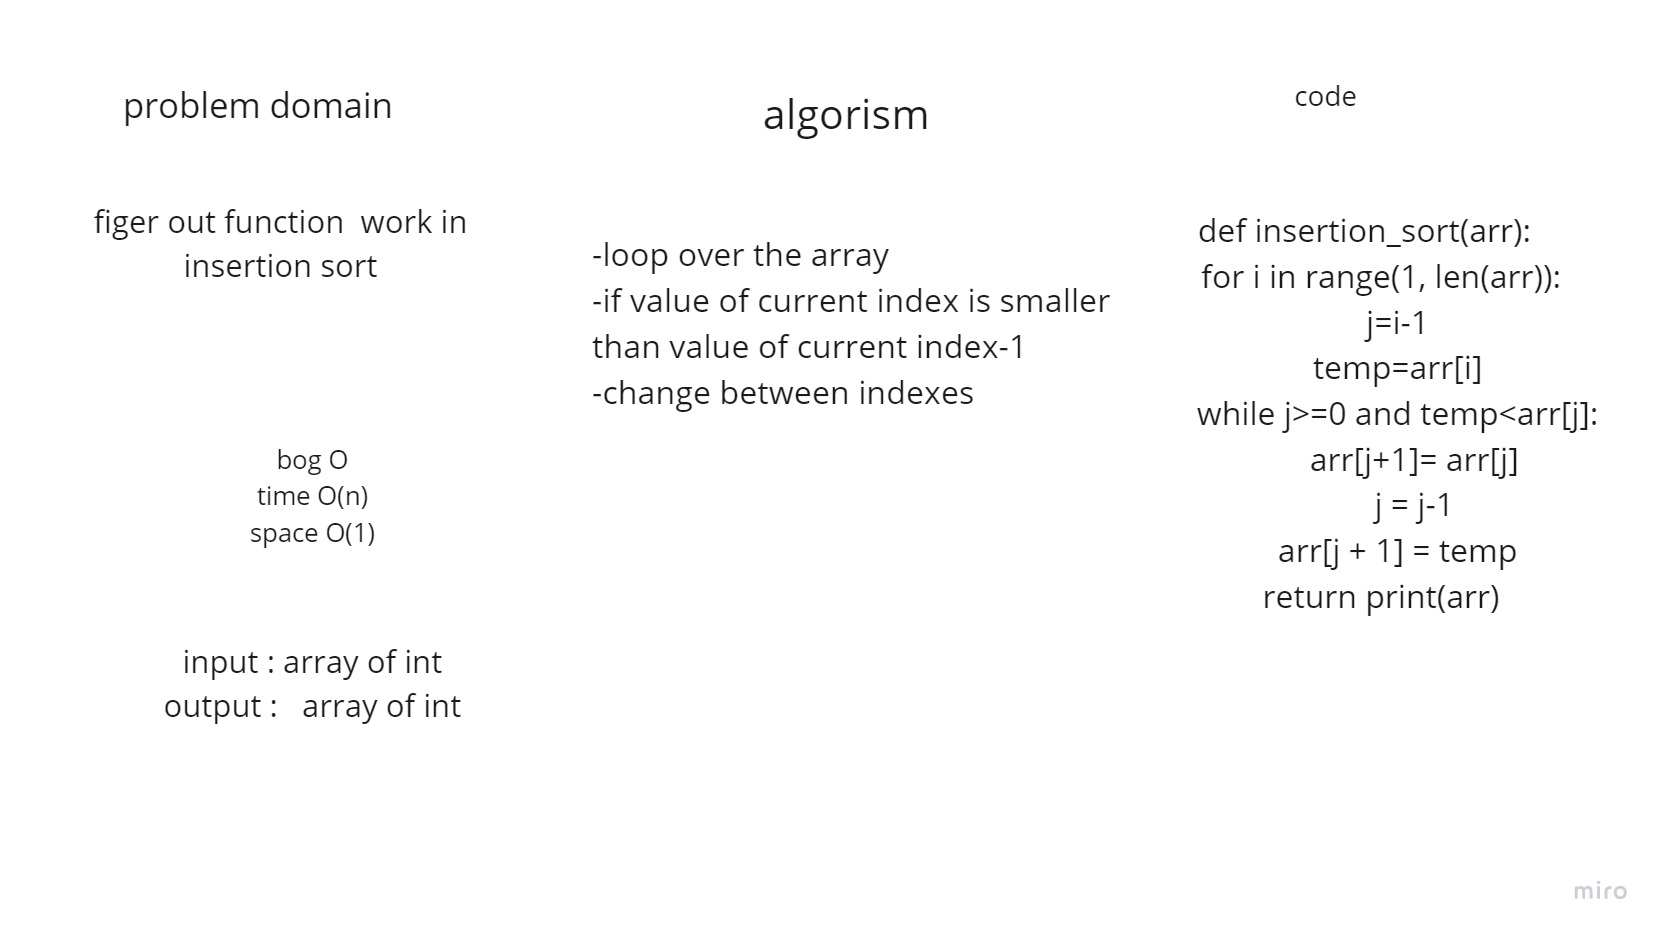 problem domain
figer out function  work in
insertion sort
bog O
time O(n)
space O(1)
input : array of int
output :   array of int
algorism
-loop over the array
-if value of current index is smaller
than value of current index-1
-change between indexes
code
def insertion_sort(arr):
for i in range(1, len(arr)):
j=i-1
temp=arr[i]
while j>=0 and temp<arr[j]:
arr[j+1]= arr[j]
j = j-1
arr[j + 1] = temp
return print(arr)
miro